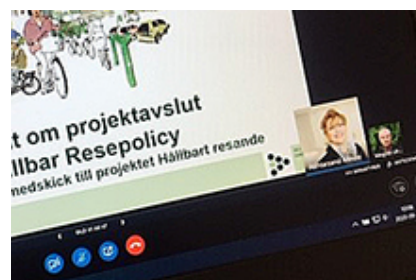 t om projektavslut
llbar Resepolicy
medskick till projektet Hållbart resande